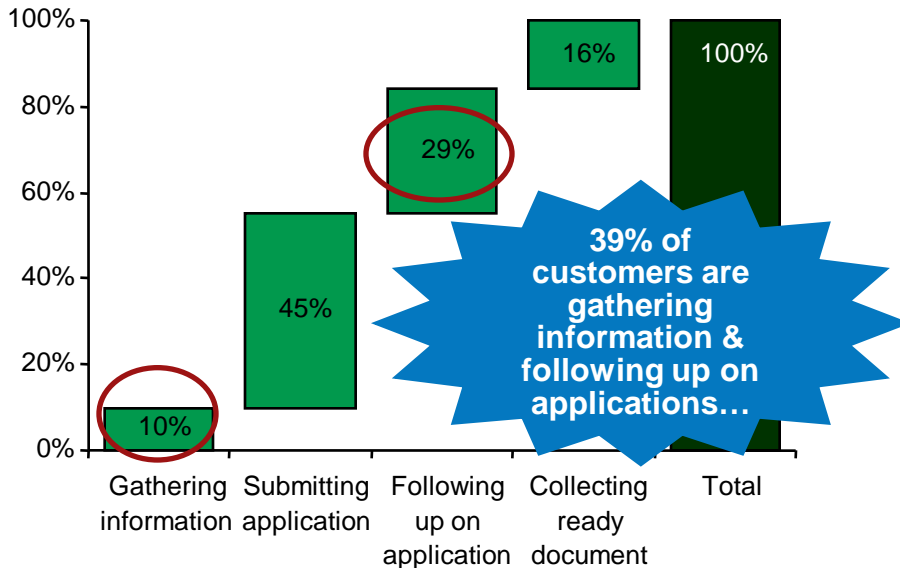 100%
80%
60%
40%
20%
0%
10%
45%
29%
16%
100%
39% of
customers are
gathering
information &
following up on
applications…
Gathering
information
Submitting
application
Following
up on
application
Collecting
ready
document
Total